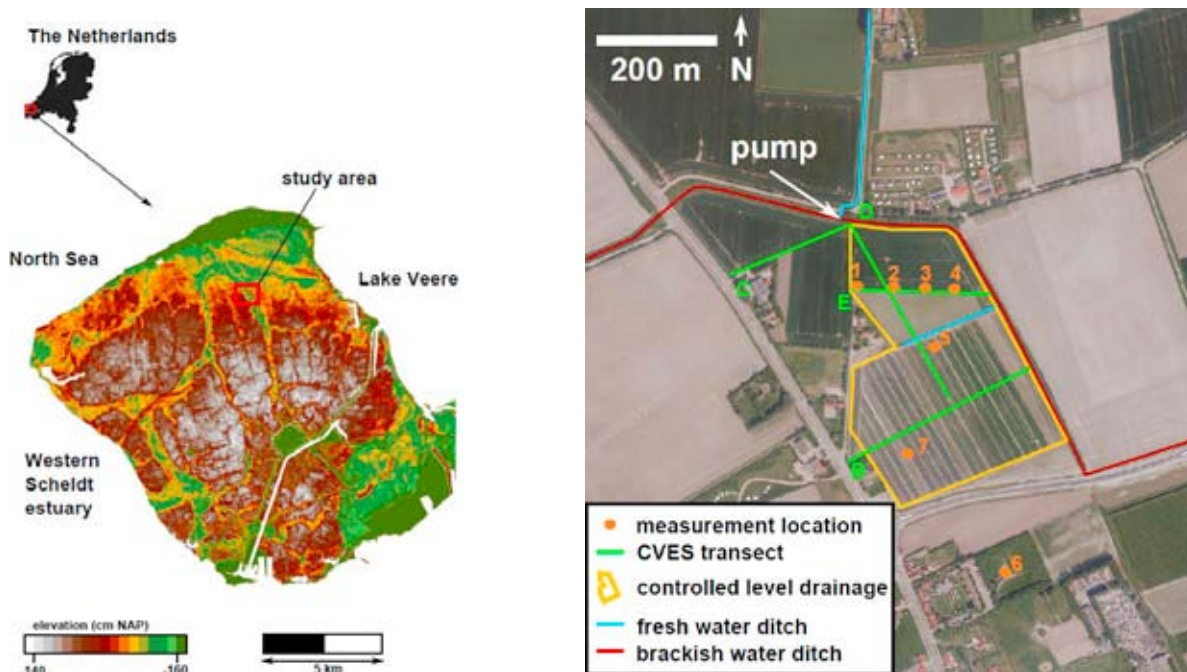 The Netherlands
study area
North Sea
Lake Veere
Western
Scheldt
estuary
elevation (cm NAP)
140
-160
5 km
200 m
N
pump
C
E
1
2
3
4
B
7
6
measurement location
CVES transect
controlled level drainage
fresh water ditch
brackish water ditch